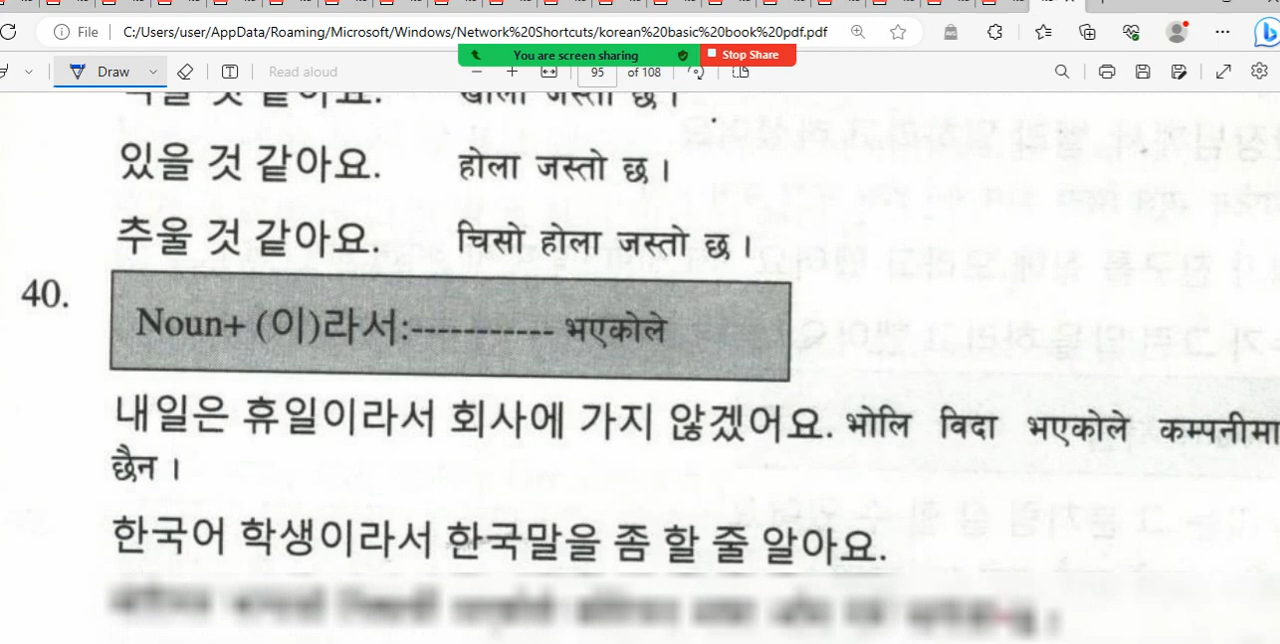 File C:/Users/user/AppData/Roaming/Microsoft/Windows/Network%20Shortcuts/korean%20basic%20book%20pdf.pdf
You are screen sharing Stop Share
Draw Read aloud 95 of 108
있을 것 같아요. होला जस्तो छ।
추울 것 같아요. चिसो होला जस्तो छ।
40.
Noun+ (이)라서:----------- भएकोले
내일은 휴일이라서 회사에 가지 않겠어요. भोलि विदा भएकोले कम्पनीमा
छैन ।
한국어 학생이라서 한국말을 좀 할 줄 알아요.